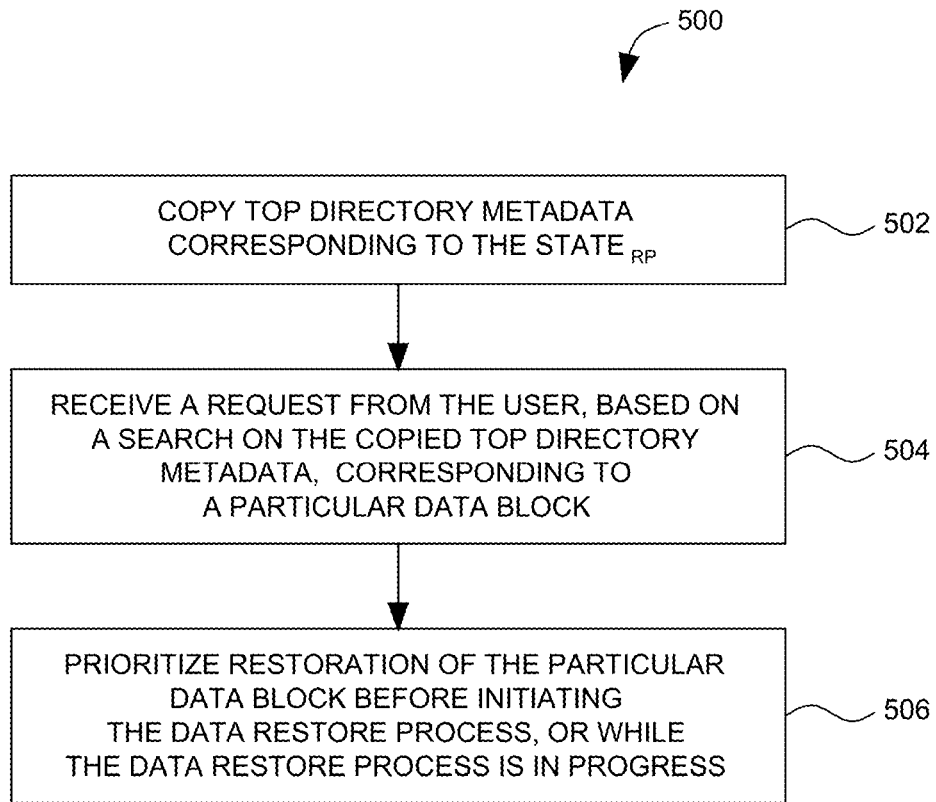 500
COPY TOP DIRECTORY METADATA
CORRESPONDING TO THE STATE RP
502
RECEIVE A REQUEST FROM THE USER, BASED ON
A SEARCH ON THE COPIED TOP DIRECTORY
METADATA, CORRESPONDING TO
A PARTICULAR DATA BLOCK
504
PRIORITIZE RESTORATION OF THE PARTICULAR
DATA BLOCK BEFORE INITIATING
THE DATA RESTORE PROCESS, OR WHILE
THE DATA RESTORE PROCESS IS IN PROGRESS
506